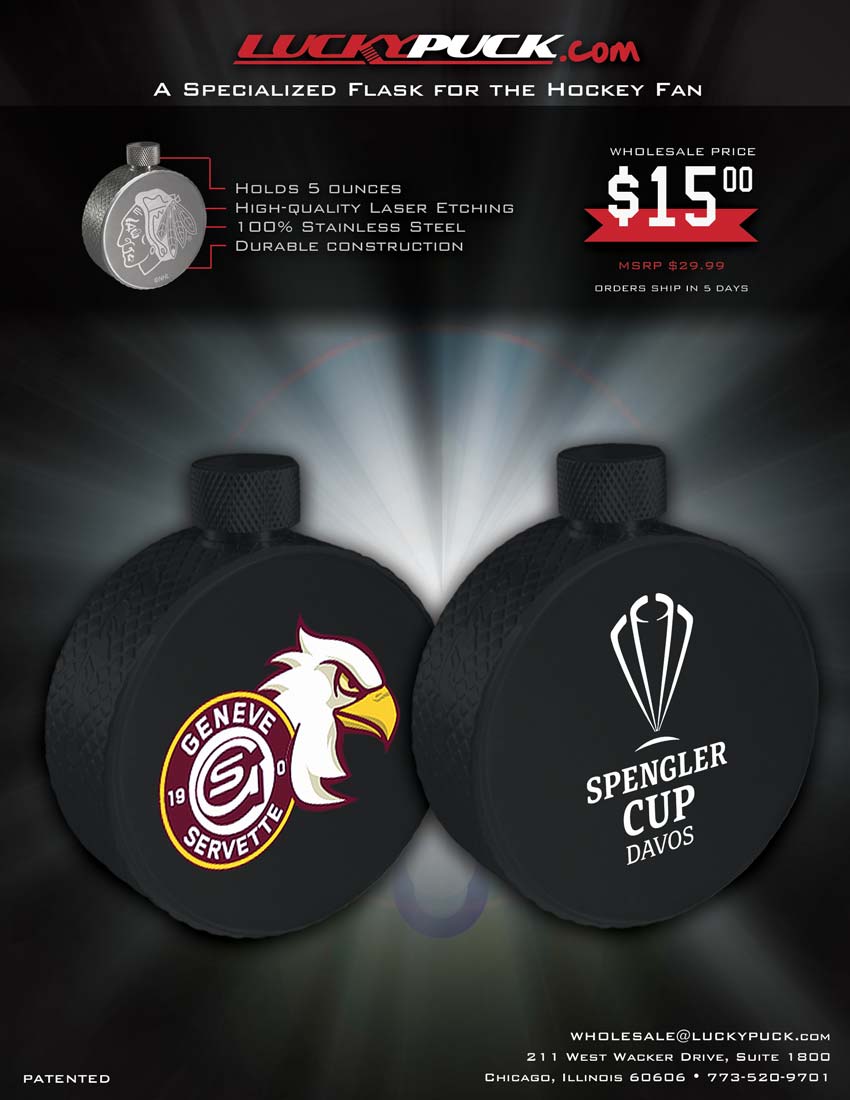 LUCKYPUCK.com
A Specialized Flask for the Hockey Fan
Holds 5 ounces
High-quality Laser Etching
100% Stainless Steel
Durable construction
©NHL
WHOLESALE PRICE
$15 00
MSRP $29.99
ORDERS SHIP IN 5 DAYS
GENEVE
19 0
SERVETTE
SPENGLER
CUP
DAVOS
PATENTED
WHOLESALE@LUCKYPUCK.COM
211 West Wacker Drive, Suite 1800
Chicago, Illinois 60606 • 773-520-9701